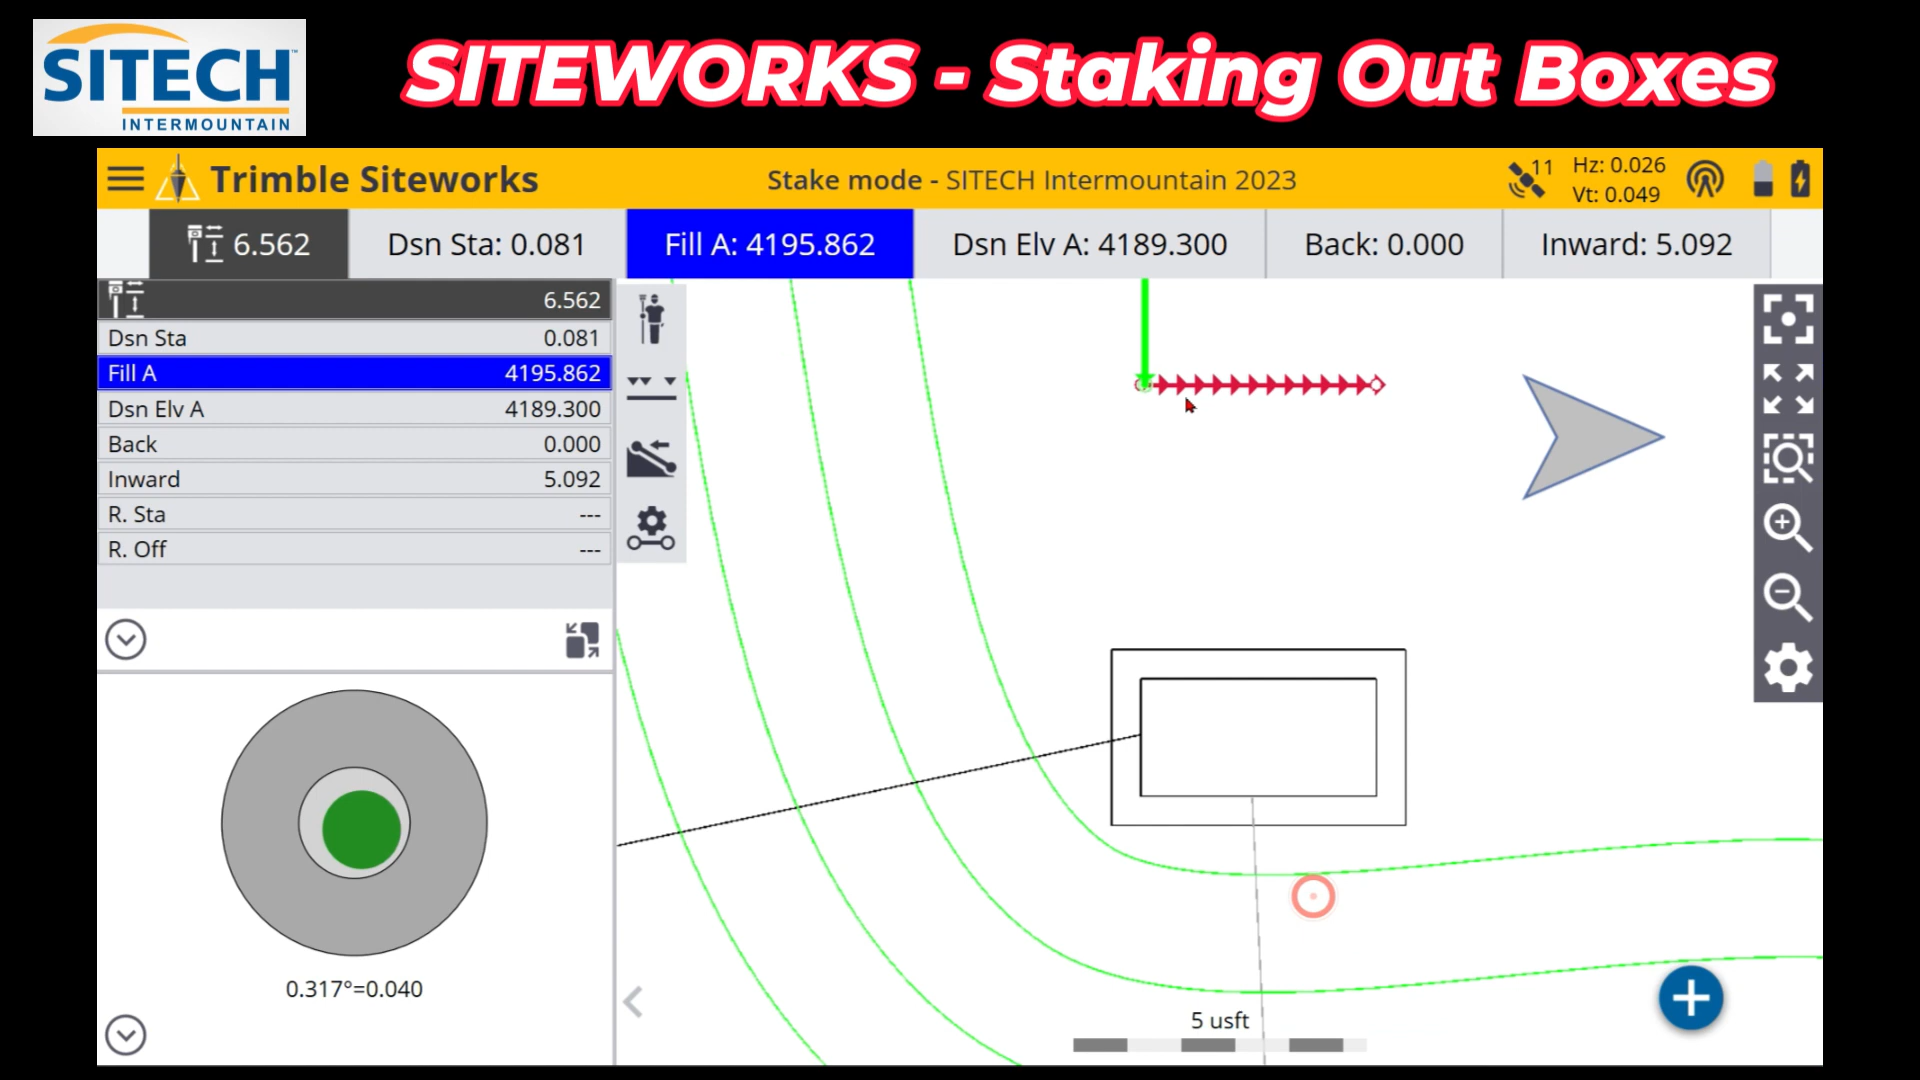 SITECH
INTERMOUNTAIN
SITEWORKS - Staking Out Boxes
Trimble Siteworks
Stake mode - SITECH Intermountain 2023
11
Hz: 0.026
Vt: 0.049
6.562
Dsn Sta: 0.081
Fill A: 4195.862
Dsn Elv A: 4189.300
Back: 0.000
Inward: 5.092
6.562
Dsn Sta 0.081
Fill A 4195.862
Dsn Elv A 4189.300
Back 0.000
Inward 5.092
R. Sta ---
R. Off ---
0.317°=0.040
5 usft